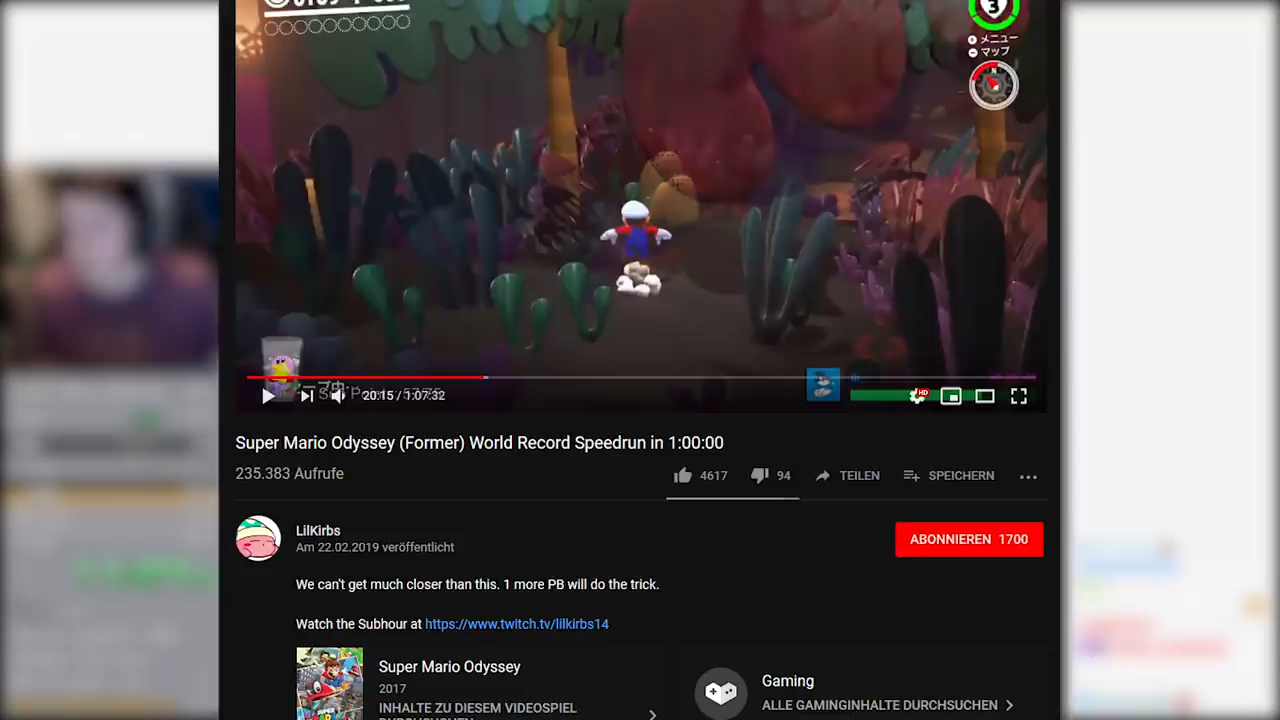 3
メニュー
マップ
20:15 / 1:07:32
HD
Super Mario Odyssey (Former) World Record Speedrun in 1:00:00
235.383 Aufrufe
4617
94
TEILEN
SPEICHERN
LilKirbs
Am 22.02.2019 veröffentlicht
ABONNIEREN 1700
We can't get much closer than this. 1 more PB will do the trick.
Watch the Subhour at https://www.twitch.tv/lilkirbs14
Super Mario Odyssey
2017
INHALTE ZU DIESEM VIDEOSPIEL
DURCHSUCHEN
Gaming
ALLE GAMINGINHALTE DURCHSUCHEN